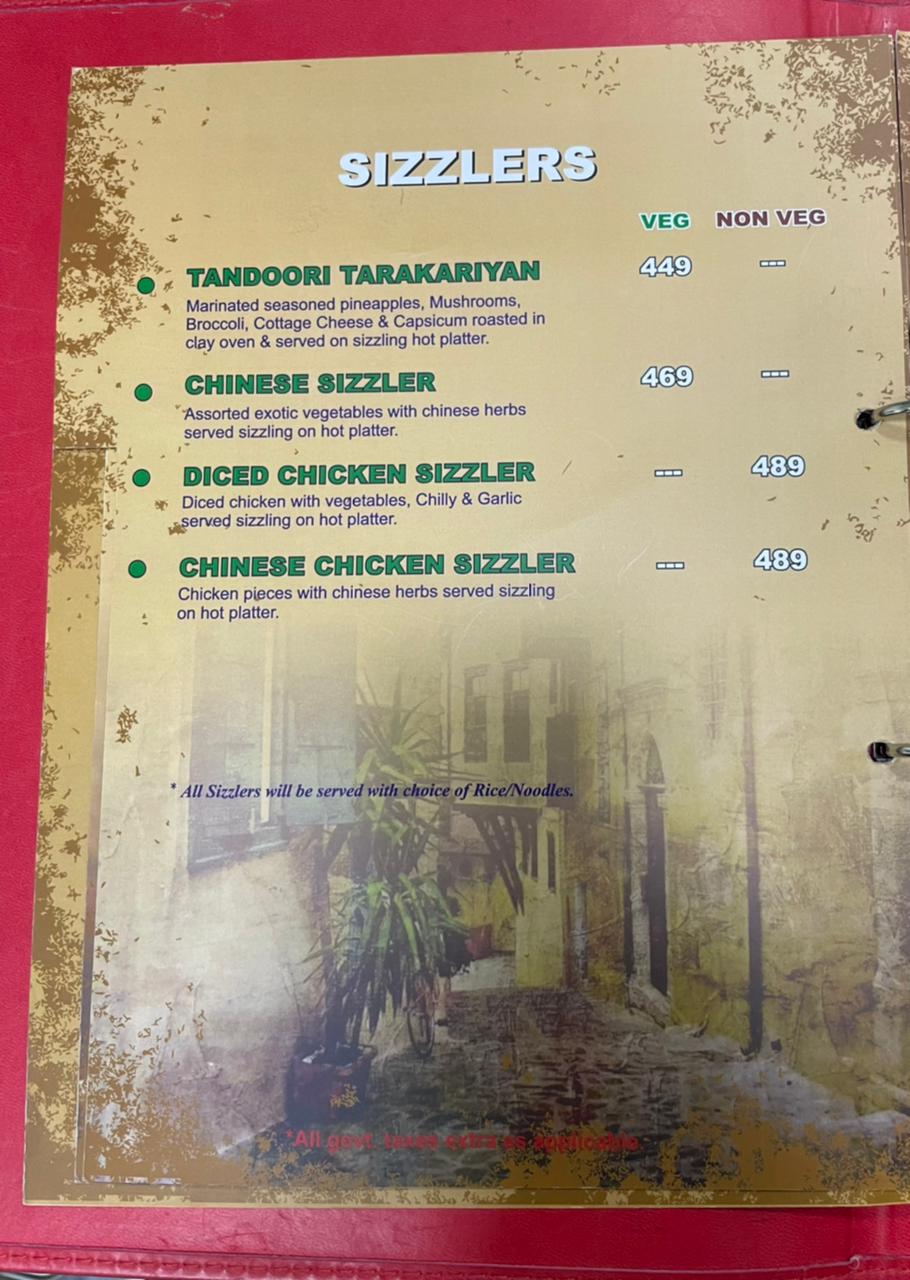 SIZZLERS
VEG NON VEG
TANDOORI TARAKARIYAN 449 ---
Marinated seasoned pineapples, Mushrooms,
Broccoli, Cottage Cheese & Capsicum roasted in
clay oven & served on sizzling hot platter.
CHINESE SIZZLER 469 ---
Assorted exotic vegetables with chinese herbs
served sizzling on hot platter.
DICED CHICKEN SIZZLER --- 489
Diced chicken with vegetables, Chilly & Garlic
served sizzling on hot platter.
CHINESE CHICKEN SIZZLER --- 489
Chicken pieces with chinese herbs served sizzling
on hot platter.
* All Sizzlers will be served with choice of Rice/Noodles.
*All govt. taxes extra as applicable